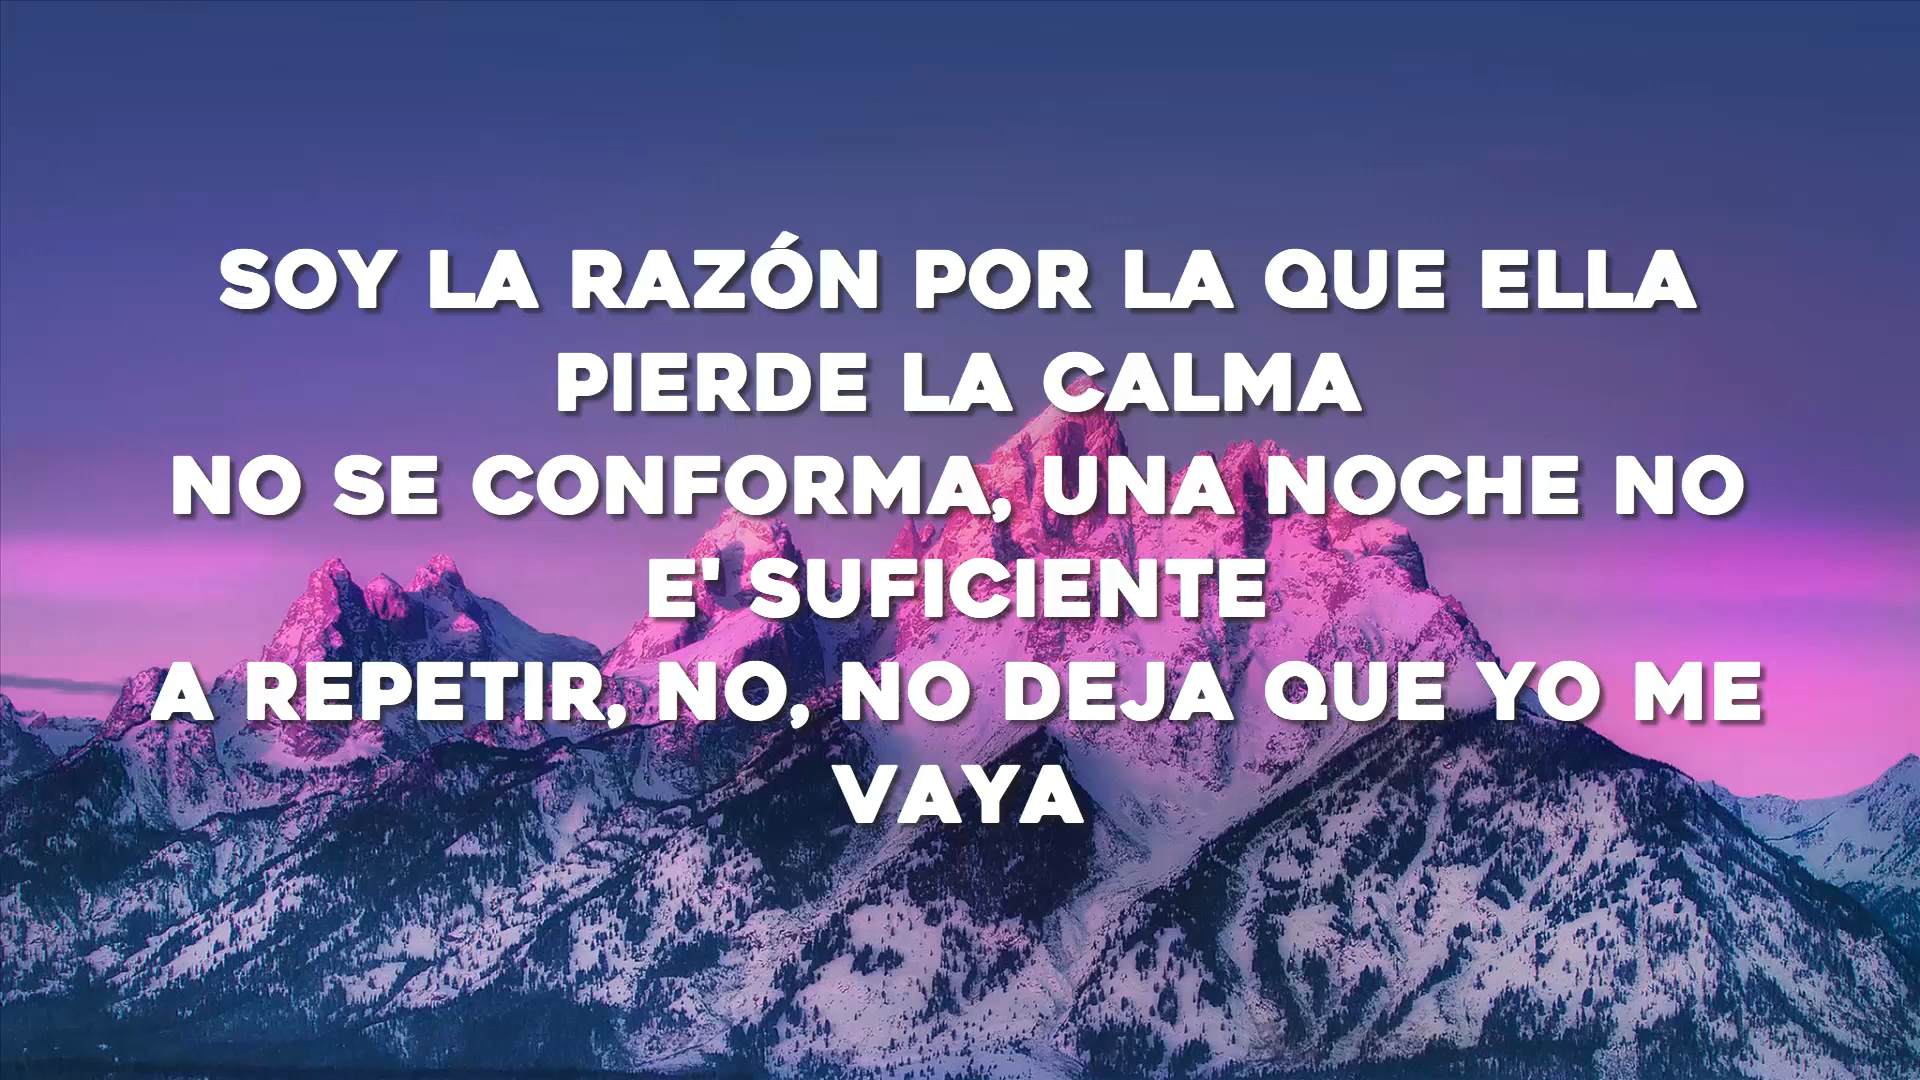 SOY LA RAZÓN POR LA QUE ELLA
PIERDE LA CALMA
NO SE CONFORMA, UNA NOCHE NO
E' SUFICIENTE
A REPETIR, NO, NO DEJA QUE YO ME
VAYA